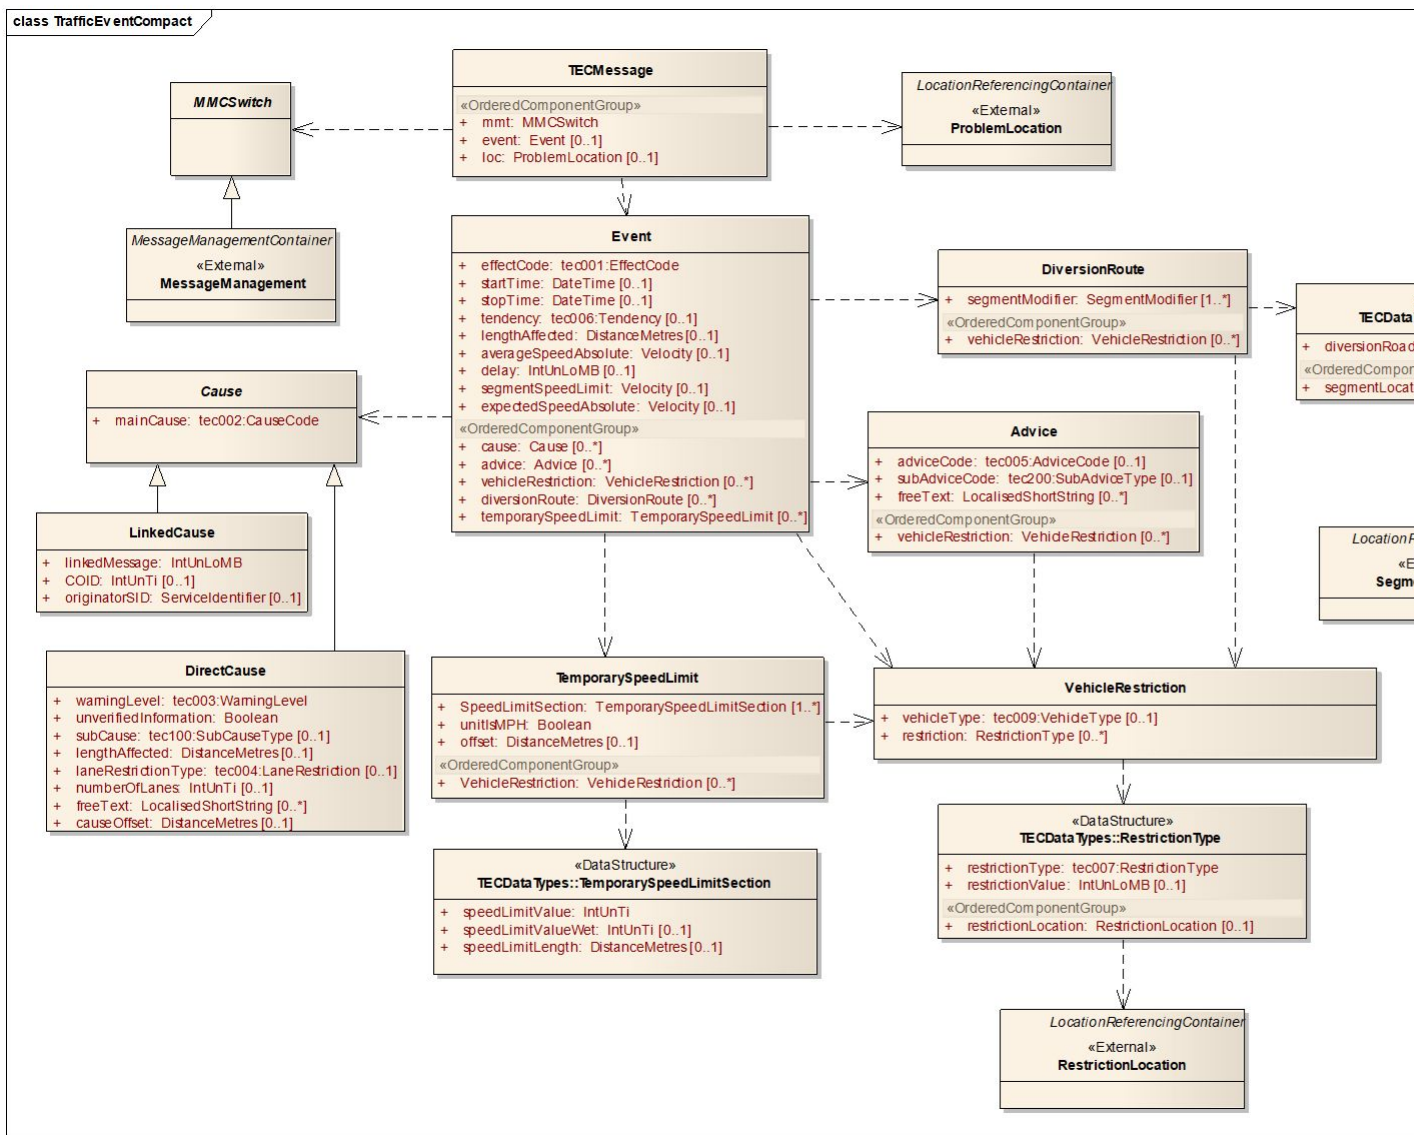 class TrafficEventCompact
TECMessage
«OrderedComponentGroup»
+ mmt: MMCSwitch
+ event: Event [0..1]
+ loc: ProblemLocation [0..1]
MMCSwitch
LocationReferencingContainer
«External»
ProblemLocation
MessageManagementContainer
«External»
MessageManagement
Event
+ effectCode: tec001:EffectCode
+ startTime: DateTime [0..1]
+ stopTime: DateTime [0..1]
+ tendency: tec006:Tendency [0..1]
+ lengthAffected: DistanceMetres [0..1]
+ averageSpeedAbsolute: Velocity [0..1]
+ delay: IntUnLoMB [0..1]
+ segmentSpeedLimit: Velocity [0..1]
+ expectedSpeedAbsolute: Velocity [0..1]
«OrderedComponentGroup»
+ cause: Cause [0..*]
+ advice: Advice [0..*]
+ vehicleRestriction: VehicleRestriction [0..*]
+ diversionRoute: DiversionRoute [0..*]
+ temporarySpeedLimit: TemporarySpeedLimit [0..*]
DiversionRoute
+ segmentModifier: SegmentModifier [1..*]
«OrderedComponentGroup»
+ vehicleRestriction: VehicleRestriction [0..*]
TECData
+ diversionRoad
«OrderedCompon
+ segmentLocat
Cause
+ mainCause: tec002:CauseCode
Advice
+ adviceCode: tec005:AdviceCode [0..1]
+ subAdviceCode: tec200:SubAdviceType [0..1]
+ freeText: LocalisedShortString [0..*]
«OrderedComponentGroup»
+ vehicleRestriction: VehicleRestriction [0..*]
LinkedCause
+ linkedMessage: IntUnLoMB
+ COID: IntUnTi [0..1]
+ originatorSID: ServiceIdentifier [0..1]
«E
Segm
DirectCause
+ warningLevel: tec003:WarningLevel
+ unverifiedInformation: Boolean
+ subCause: tec100:SubCauseType [0..1]
+ lengthAffected: DistanceMetres [0..1]
+ laneRestrictionType: tec004:LaneRestriction [0..1]
+ numberOfLanes: IntUnTi [0..1]
+ freeText: LocalisedShortString [0..*]
+ causeOffset: DistanceMetres [0..1]
TemporarySpeedLimit
+ SpeedLimitSection: TemporarySpeedLimitSection [1..*]
+ unitIsMPH: Boolean
+ offset: DistanceMetres [0..1]
«OrderedComponentGroup»
+ VehicleRestriction: VehicleRestriction [0..*]
VehicleRestriction
+ vehicleType: tec009:VehicleType [0..1]
+ restriction: RestrictionType [0..*]
«DataStructure»
TECDataTypes::TemporarySpeedLimitSection
+ speedLimitValue: IntUnTi
+ speedLimitValueWet: IntUnTi [0..1]
+ speedLimitLength: DistanceMetres [0..1]
«DataStructure»
TECDataTypes::RestrictionType
+ restrictionType: tec007:RestrictionType
+ restrictionValue: IntUnLoMB [0..1]
«OrderedComponentGroup»
+ restrictionLocation: RestrictionLocation [0..1]
LocationReferencingContainer
«External»
RestrictionLocation